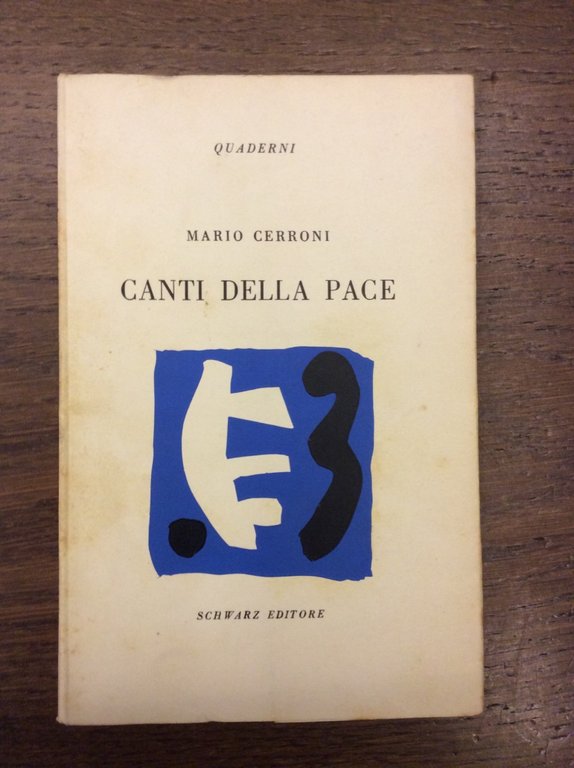 QUADERNI
MARIO CERRONI
CANTI DELLA PACE
SCHWARZ EDITORE